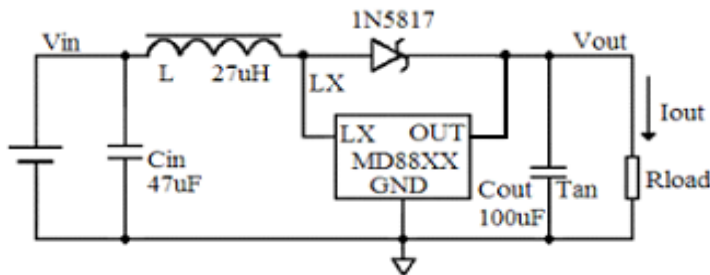 1N5817
Vin
Vout
L 27uH
LX
Iout
LX OUT
MD88XX
GND
Cin
47uF
Cout Tan
100uF
Rload